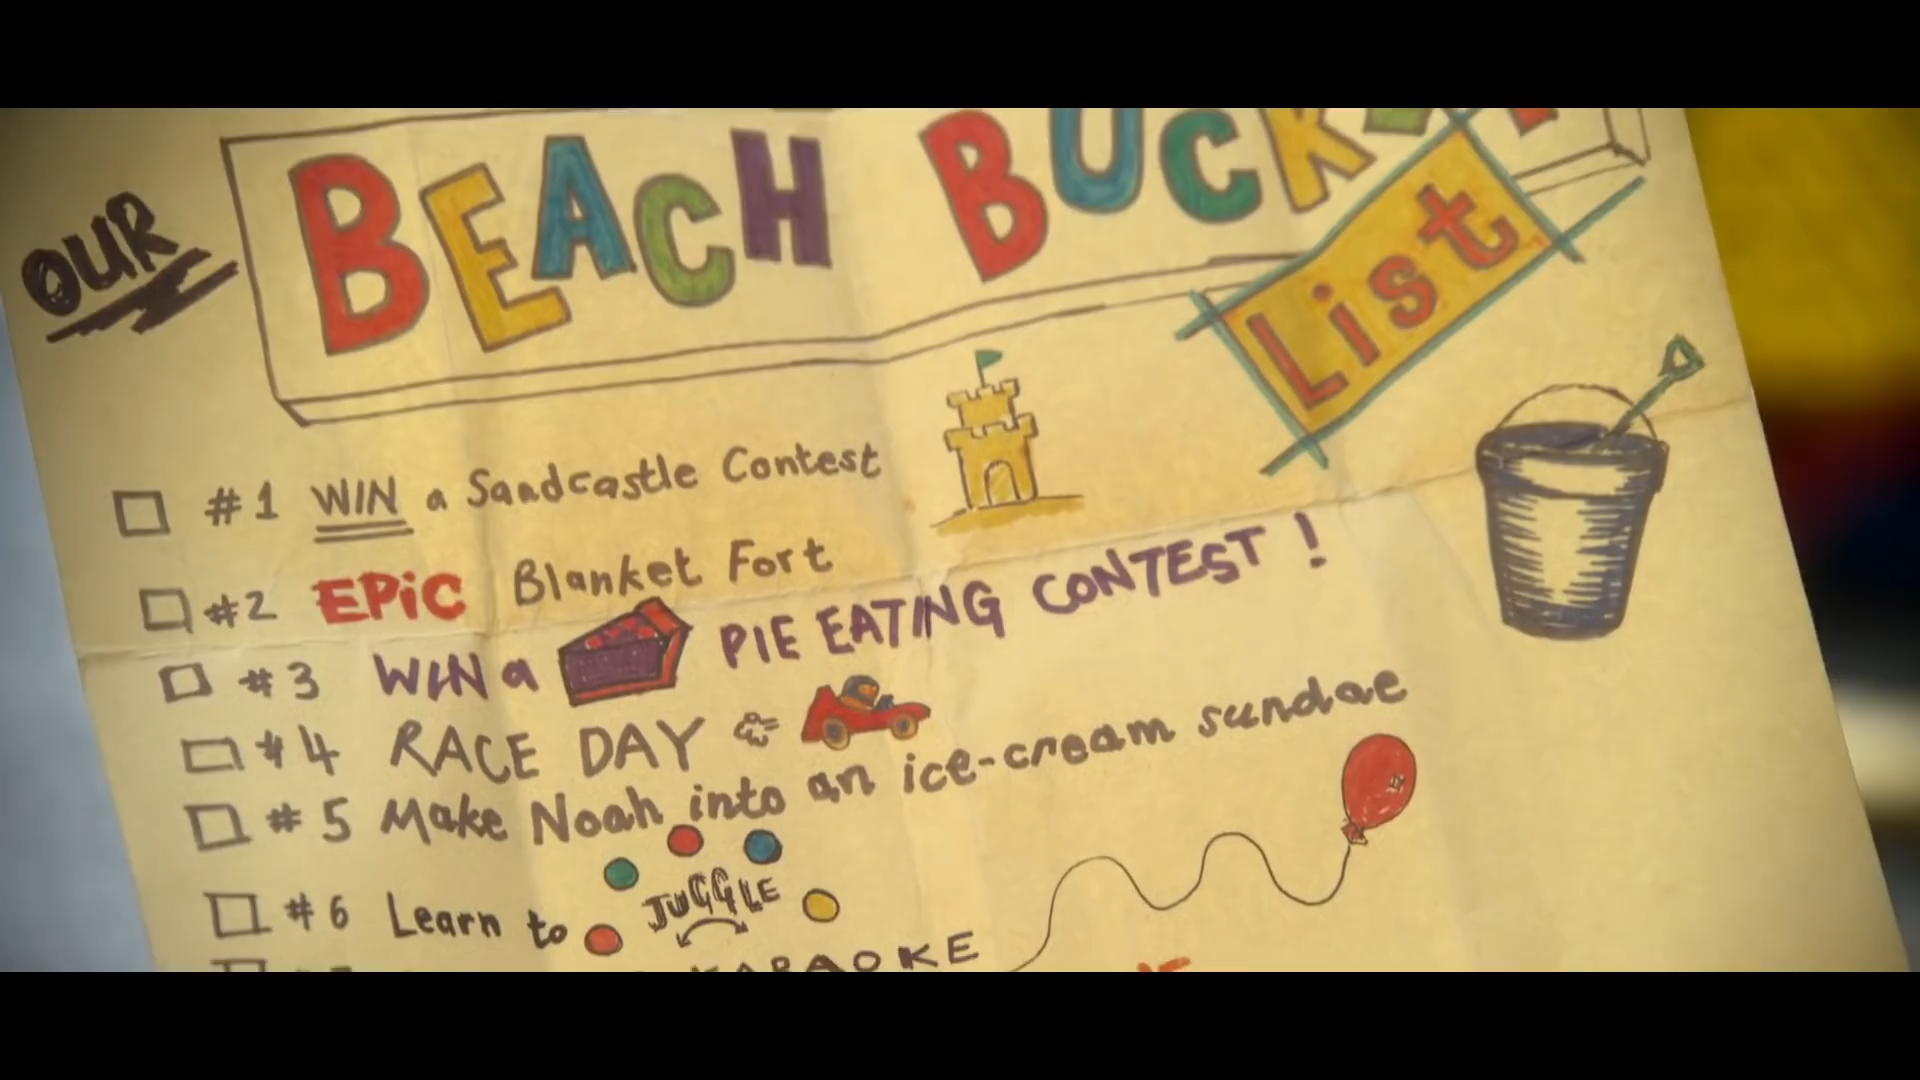 OUR BEACH BUCKET
List
#1 WIN a Sandcastle Contest
#2 EPiC Blanket Fort
#3 WIN a PIE EATING CONTEST!
#4 RACE DAY
#5 Make Noah into an ice-cream sundae
#6 Learn to JUGGLE
KARAOKE